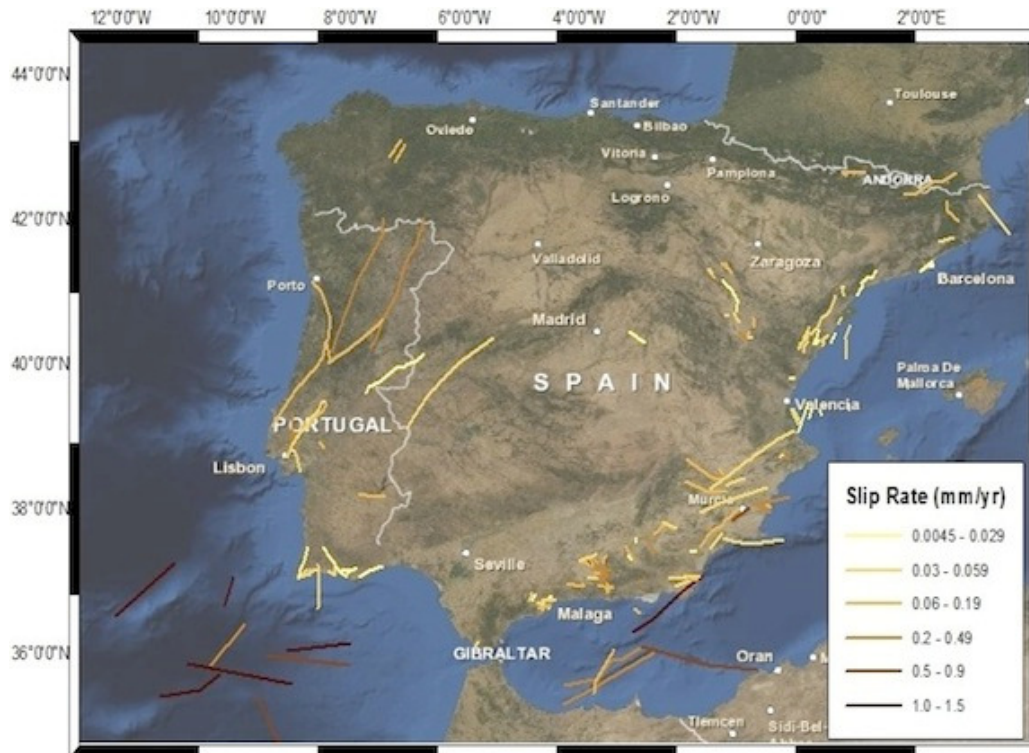 12°0'0"W 10°0'0"W 8°0'0"W 6°0'0"W 4°0'0"W 2°0'0"W 0°0'0" 2°0'0"E
44°0'0"N
Toulouse
Santander
Oviedo
Bilbao
Vitoria
Pamplona
ANDORRA
Logrono
42°0'0"N
Valladolid
Zaragoza
Barcelona
Porto
Madrid
40°0'0"N
SPAIN
Palma De
Mallorca
Valencia
PORTUGAL
Lisbon
38°0'0"N
Murcia
Seville
Malaga
36°0'0"N
GIBRALTAR
Oran
Tlemcen
Sidi-Bel-
Slip Rate (mm/yr)
0.0045 - 0.029
0.03 - 0.059
0.06 - 0.19
0.2 - 0.49
0.5 - 0.9
1.0 - 1.5